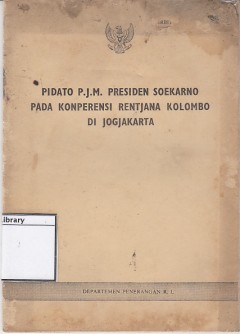 PIDATO P.J.M. PRESIDEN SOEKARNO
PADA KONPERENSI RENTJANA KOLOMBO
DI JOGJAKARTA
Library
DEPARTEMEN PENERANGAN R. I.